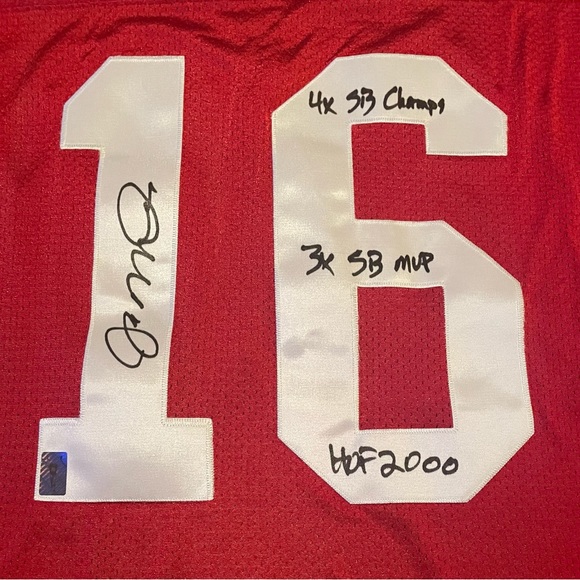 16
4x SB Champs
3x SB MVP
HOF 2000